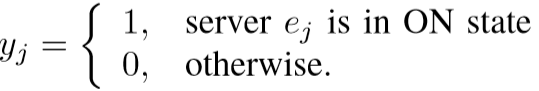 y_j = { 1, server e_j is in ON state
0, otherwise.